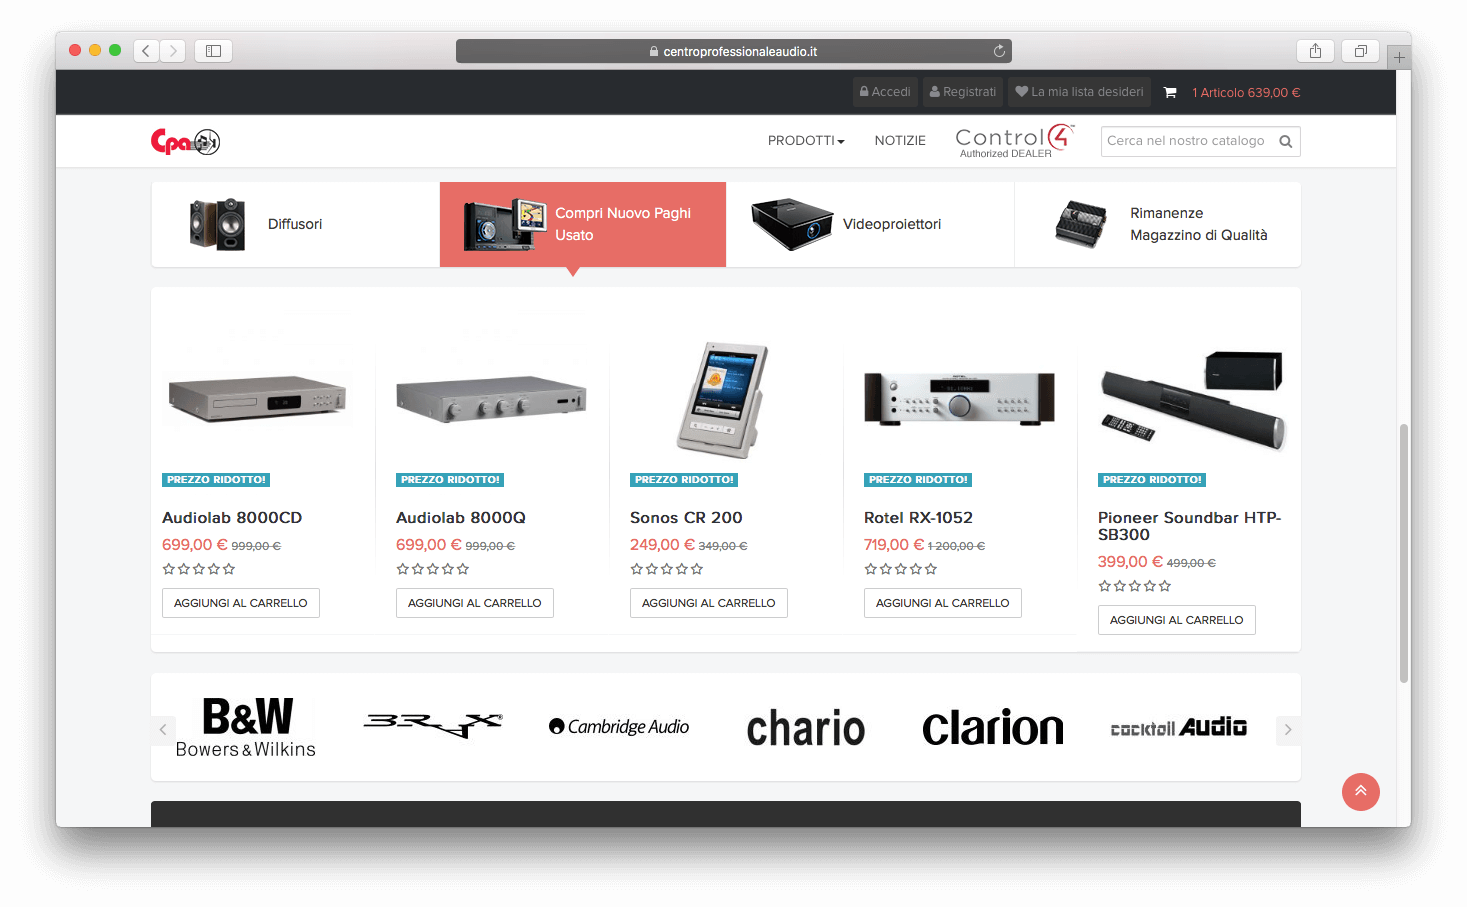 centroprofessionaleaudio.it
Accedi
Registrati
La mia lista desideri
1 Articolo 639,00 €
Cpa
PRODOTTI
NOTIZIE
Control4™
Authorized DEALER
Cerca nel nostro catalogo
Diffusori
Compri Nuovo Paghi
Usato
Videoproiettori
Rimanenze
Magazzino di Qualità
PREZZO RIDOTTO!
Audiolab 8000CD
699,00 € 999,00 €
AGGIUNGI AL CARRELLO
PREZZO RIDOTTO!
Audiolab 8000Q
699,00 € 999,00 €
AGGIUNGI AL CARRELLO
PREZZO RIDOTTO!
Sonos CR 200
249,00 € 349,00 €
AGGIUNGI AL CARRELLO
ROTEL
PREZZO RIDOTTO!
Rotel RX-1052
719,00 € 1 200,00 €
AGGIUNGI AL CARRELLO
PREZZO RIDOTTO!
Pioneer Soundbar HTP-
SB300
399,00 € 499,00 €
AGGIUNGI AL CARRELLO
B&W
Bowers & Wilkins
BRAX®
Cambridge Audio
chario
clarion
cocktail Audio